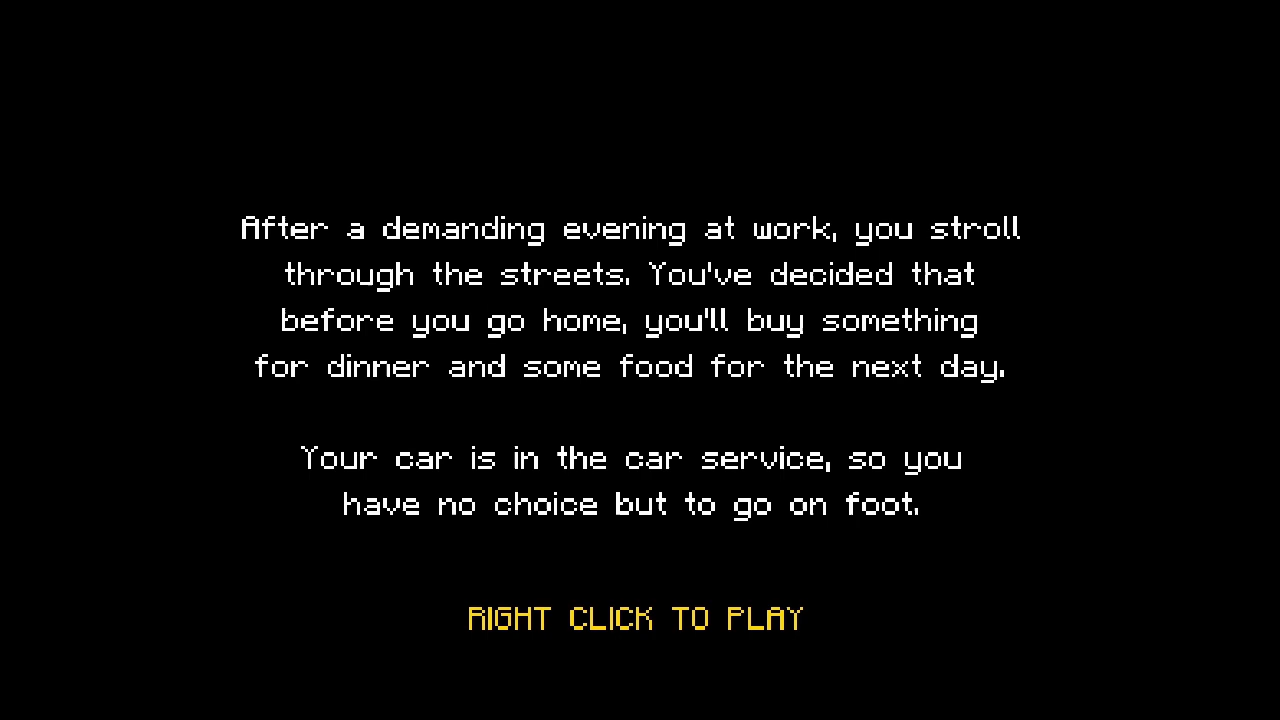 After a demanding evening at work, you stroll
through the streets. You've decided that
before you go home, you'll buy something
for dinner and some food for the next day.
Your car is in the car service, so you
have no choice but to go on foot.
RIGHT CLICK TO PLAY